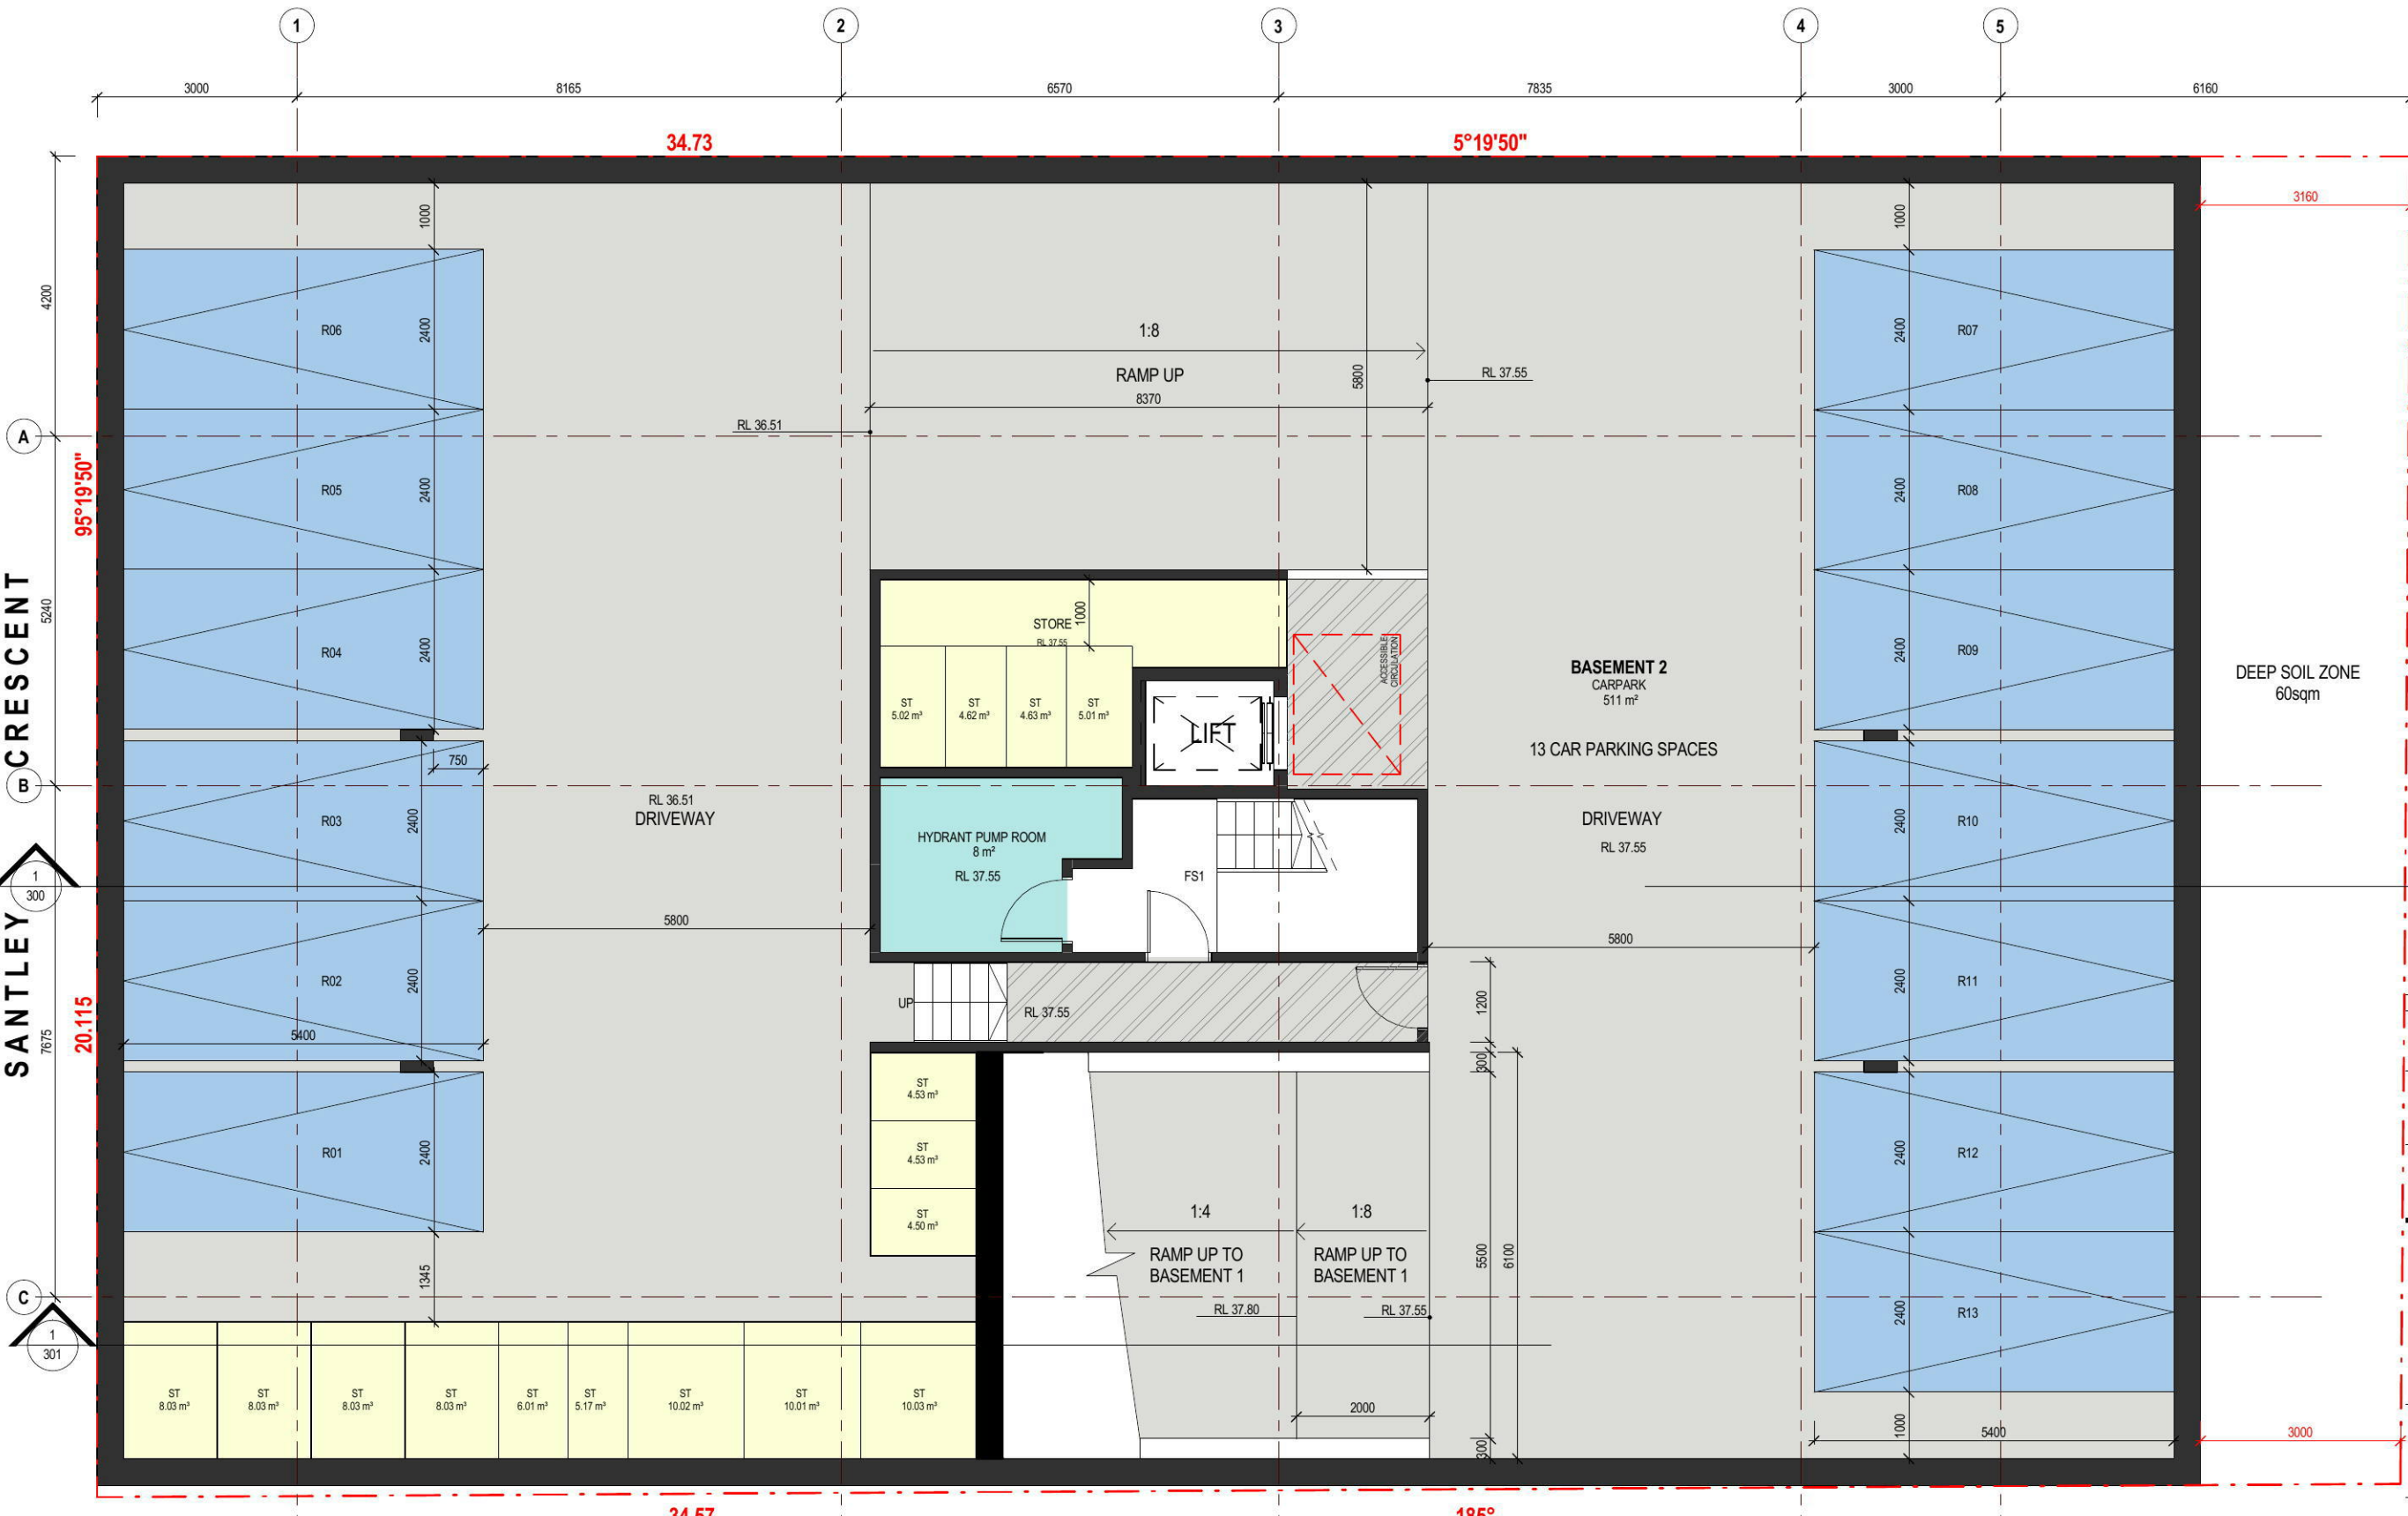 1
2
3
4
5
3000
8165
6570
7835
3000
6160
34.73
5°19'50"
3160
4200
1000
1000
R06
2400
1:8
RAMP UP
8370
5800
RL 37.55
2400
R07
A
RL 36.51
95°19'50"
R05
2400
2400
R08
SANTLEY CRESCENT
5240
R04
2400
STORE
1000
RL 37.55
ACCESSIBLE
CIRCULATION
BASEMENT 2
CARPARK
511 m²
13 CAR PARKING SPACES
2400
R09
DEEP SOIL ZONE
60sqm
ST
5.02 m³
ST
4.62 m³
ST
4.63 m³
ST
5.01 m³
LIFT
B
750
R03
2400
RL 36.51
DRIVEWAY
HYDRANT PUMP ROOM
8 m²
RL 37.55
FS1
DRIVEWAY
RL 37.55
2400
R10
1
300
5800
5800
R02
2400
UP
RL 37.55
1200
2400
R11
20.115
7675
5400
300
ST
4.53 m³
ST
4.53 m³
ST
4.50 m³
R01
2400
2400
R12
1:4
RAMP UP TO
BASEMENT 1
1:8
RAMP UP TO
BASEMENT 1
5500
6100
1345
C
RL 37.80
RL 37.55
2400
R13
1
301
ST
8.03 m³
ST
8.03 m³
ST
8.03 m³
ST
8.03 m³
ST
6.01 m³
ST
5.17 m³
ST
10.02 m³
ST
10.01 m³
ST
10.03 m³
2000
300
1000
5400
3000
34.57
185°